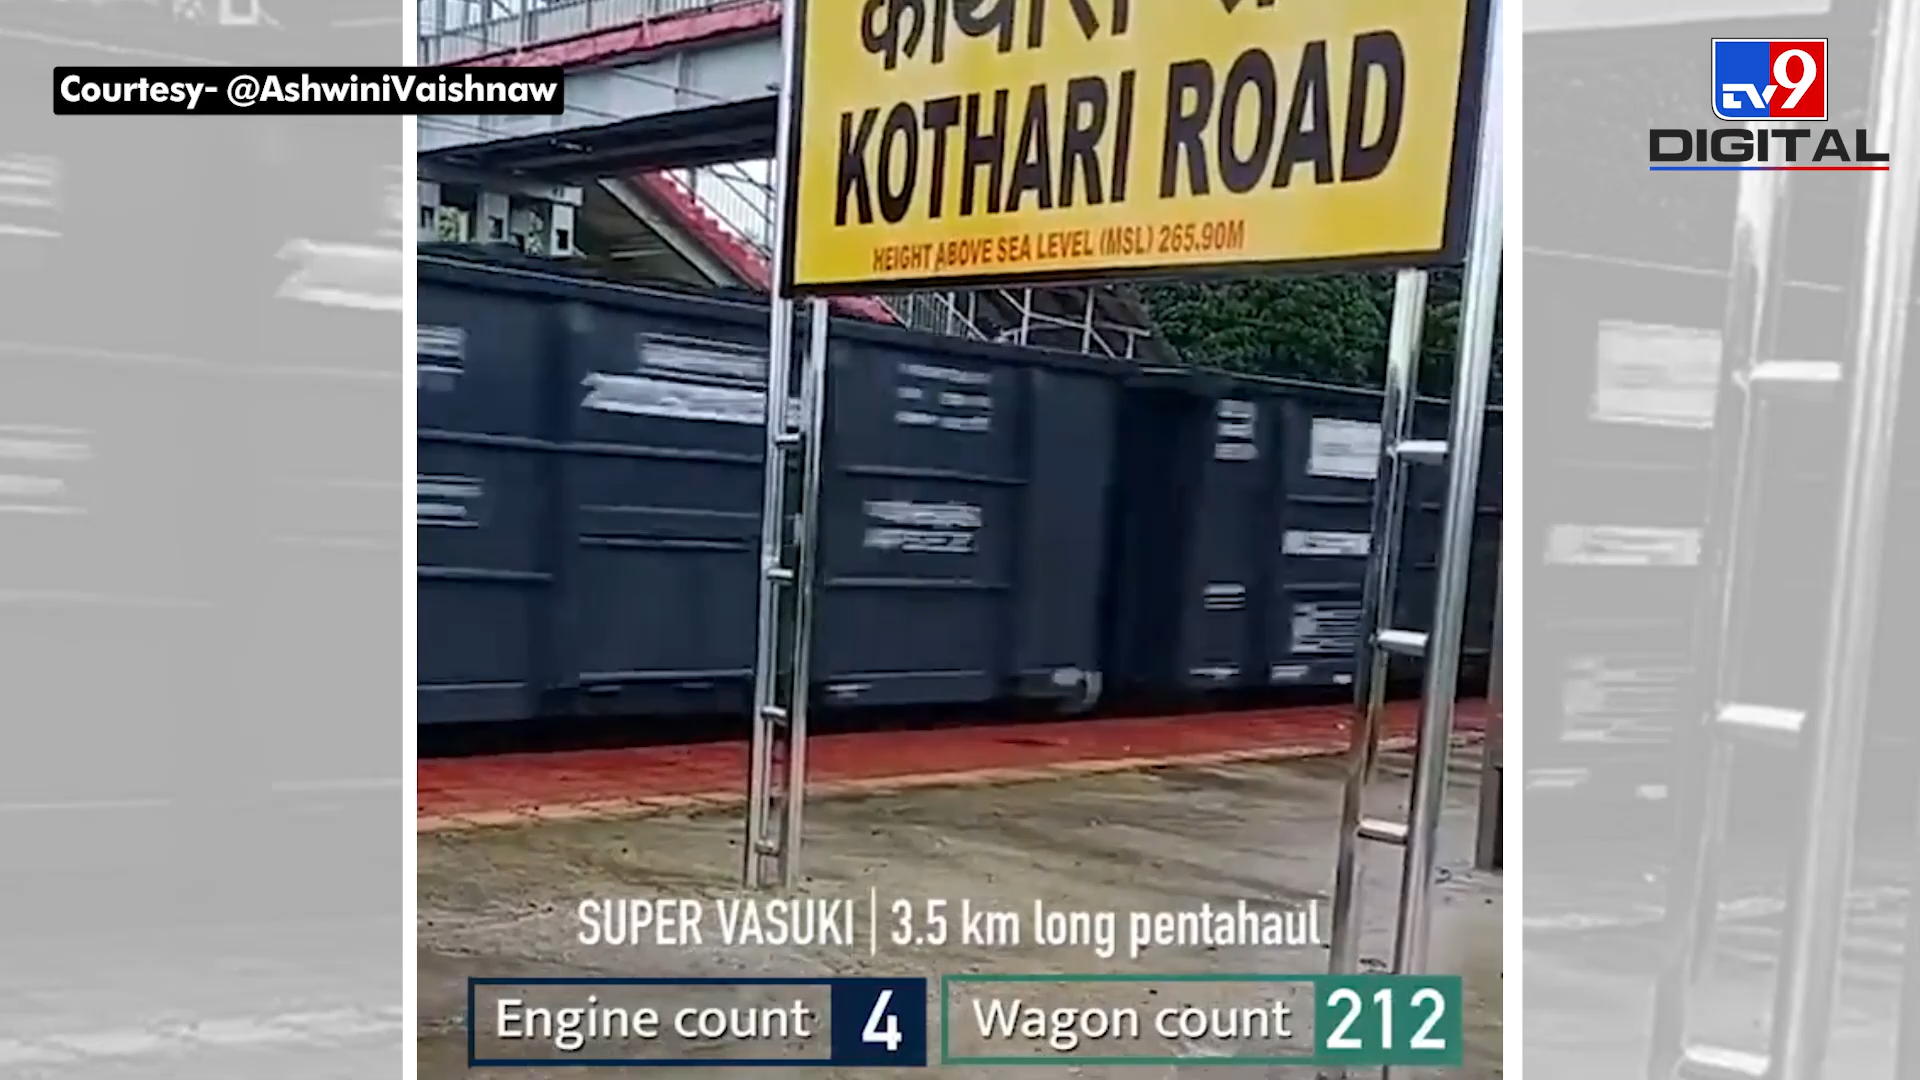 Courtesy- @AshwiniVaishnaw
TV9
DIGITAL
KOTHARI ROAD
HEIGHT ABOVE SEA LEVEL (MSL) 265.90M
SUPER VASUKI | 3.5 km long pentahaul
Engine count 4
Wagon count 212